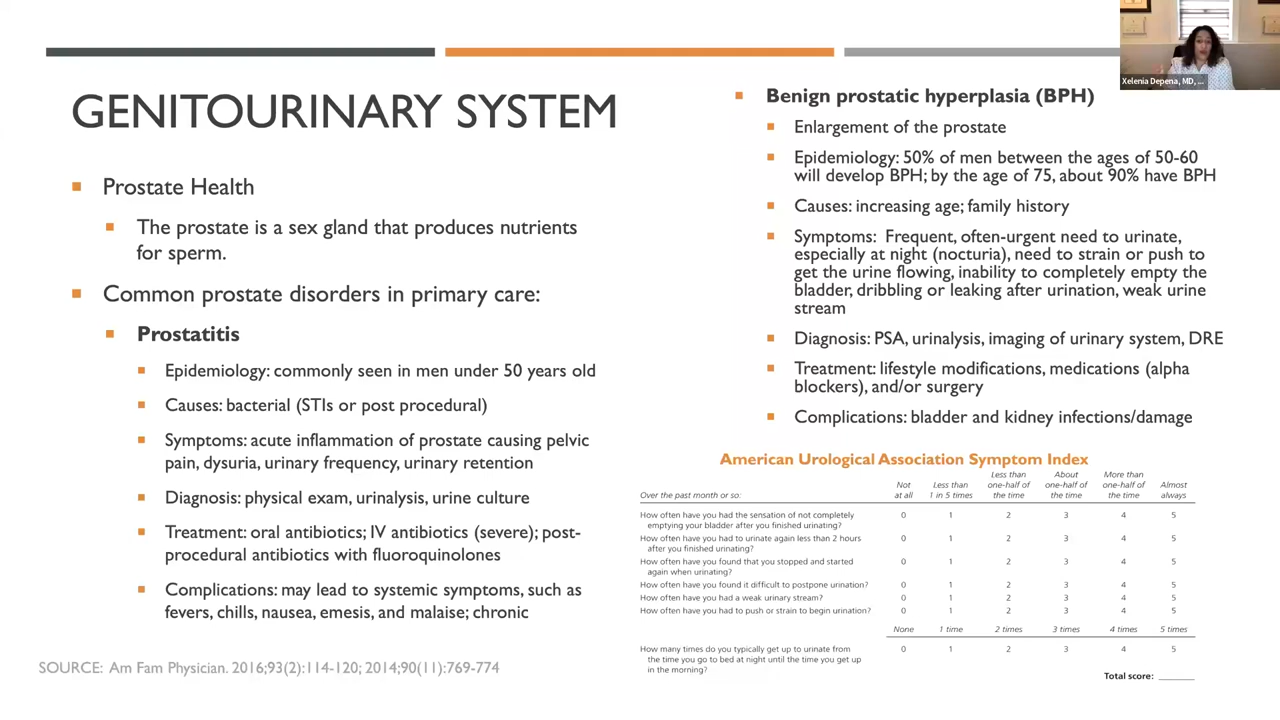 GENITOURINARY SYSTEM
Prostate Health
The prostate is a sex gland that produces nutrients
for sperm.
Common prostate disorders in primary care:
Prostatitis
Epidemiology: commonly seen in men under 50 years old
Causes: bacterial (STIs or post procedural)
Symptoms: acute inflammation of prostate causing pelvic
pain, dysuria, urinary frequency, urinary retention
Diagnosis: physical exam, urinalysis, urine culture
Treatment: oral antibiotics; IV antibiotics (severe); post-
procedural antibiotics with fluoroquinolones
Complications: may lead to systemic symptoms, such as
fevers, chills, nausea, emesis, and malaise; chronic
SOURCE: Am Fam Physician. 2016;93(2):114-120; 2014;90(11):769-774
Xelenia Depena, MD, ...
Benign prostatic hyperplasia (BPH)
Enlargement of the prostate
Epidemiology: 50% of men between the ages of 50-60
will develop BPH; by the age of 75, about 90% have BPH
Causes: increasing age; family history
Symptoms: Frequent, often-urgent need to urinate,
especially at night (nocturia), need to strain or push to
get the urine flowing, inability to completely empty the
bladder, dribbling or leaking after urination, weak urine
stream
Diagnosis: PSA, urinalysis, imaging of urinary system, DRE
Treatment: lifestyle modifications, medications (alpha
blockers), and/or surgery
Complications: bladder and kidney infections/damage
American Urological Association Symptom Index
Over the past month or so: Not at all Less than 1 in 5 times Less than one-half of the time About one-half of the time More than one-half of the time Almost always
How often have you had the sensation of not completely 0 1 2 3 4 5
emptying your bladder after you finished urinating?
How often have you had to urinate again less than 2 hours 0 1 2 3 4 5
after you finished urinating?
How often have you found that you stopped and started 0 1 2 3 4 5
again when urinating?
How often have you found it difficult to postpone urination? 0 1 2 3 4 5
How often have you had a weak urinary stream? 0 1 2 3 4 5
How often have you had to push or strain to begin urination? 0 1 2 3 4 5
None 1 time 2 times 3 times 4 times 5 times
How many times do you typically get up to urinate from 0 1 2 3 4 5
the time you go to bed at night until the time you get up
in the morning?
Total score: ______